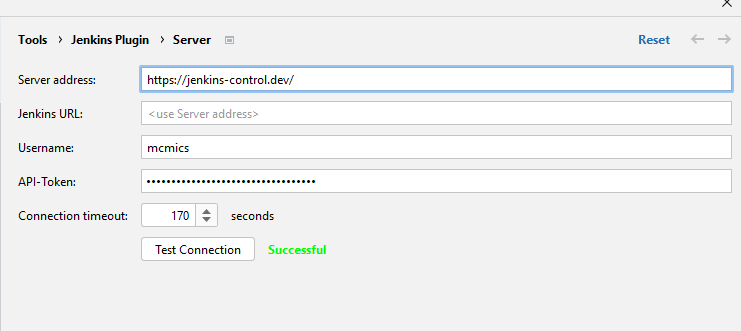 Tools › Jenkins Plugin › Server
Reset
Server address: https://jenkins-control.dev/
Jenkins URL: <use Server address>
Username: mcmics
API-Token: ••••••••••••••••••••••••••••••••••
Connection timeout: 170 seconds
Test Connection Successful